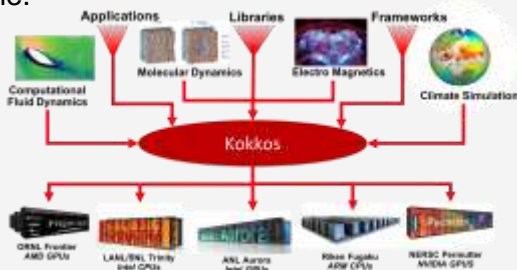 Applications
Libraries
Frameworks
Molecular Dynamics
Electro Magnetics
Computational
Fluid Dynamics
Climate Simulation
Kokkos
ORNL Frontier
AMD GPUs
LANL/SNL Trinity
Intel CPUs
ANL Aurora
Intel GPUs
Riken Fugaku
ARM CPUs
NERSC Perlmutter
NVIDIA GPUS